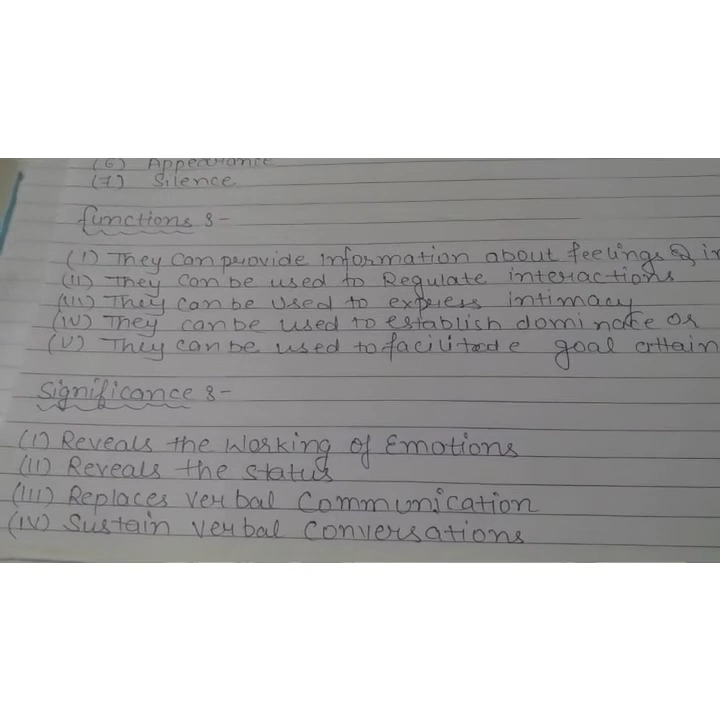 (6) Appearance
(7) Silence
functions :-
(I) They can provide Information about feelings & in
(II) They can be used to Regulate interactions
(III) They can be used to express intimacy
(IV) They can be used to establish dominate or
(V) They can be used to facilitade goal attain
Significance :-
(I) Reveals the Working of Emotions
(II) Reveals the status
(III) Replaces verbal communication
(IV) Sustain verbal conversations